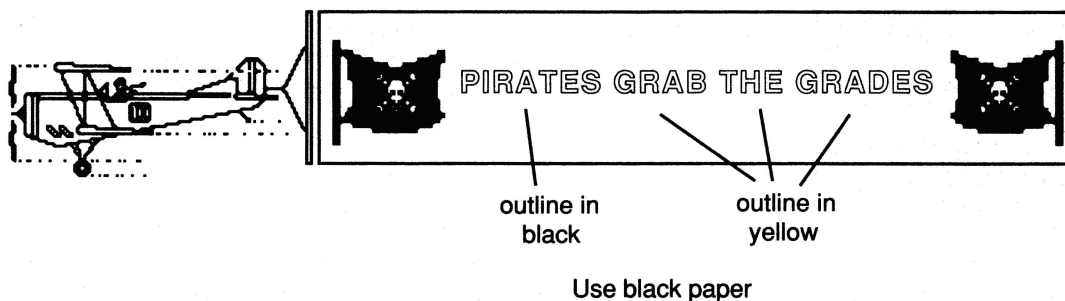 PIRATES GRAB THE GRADES
outline in
black
outline in
yellow
Use black paper